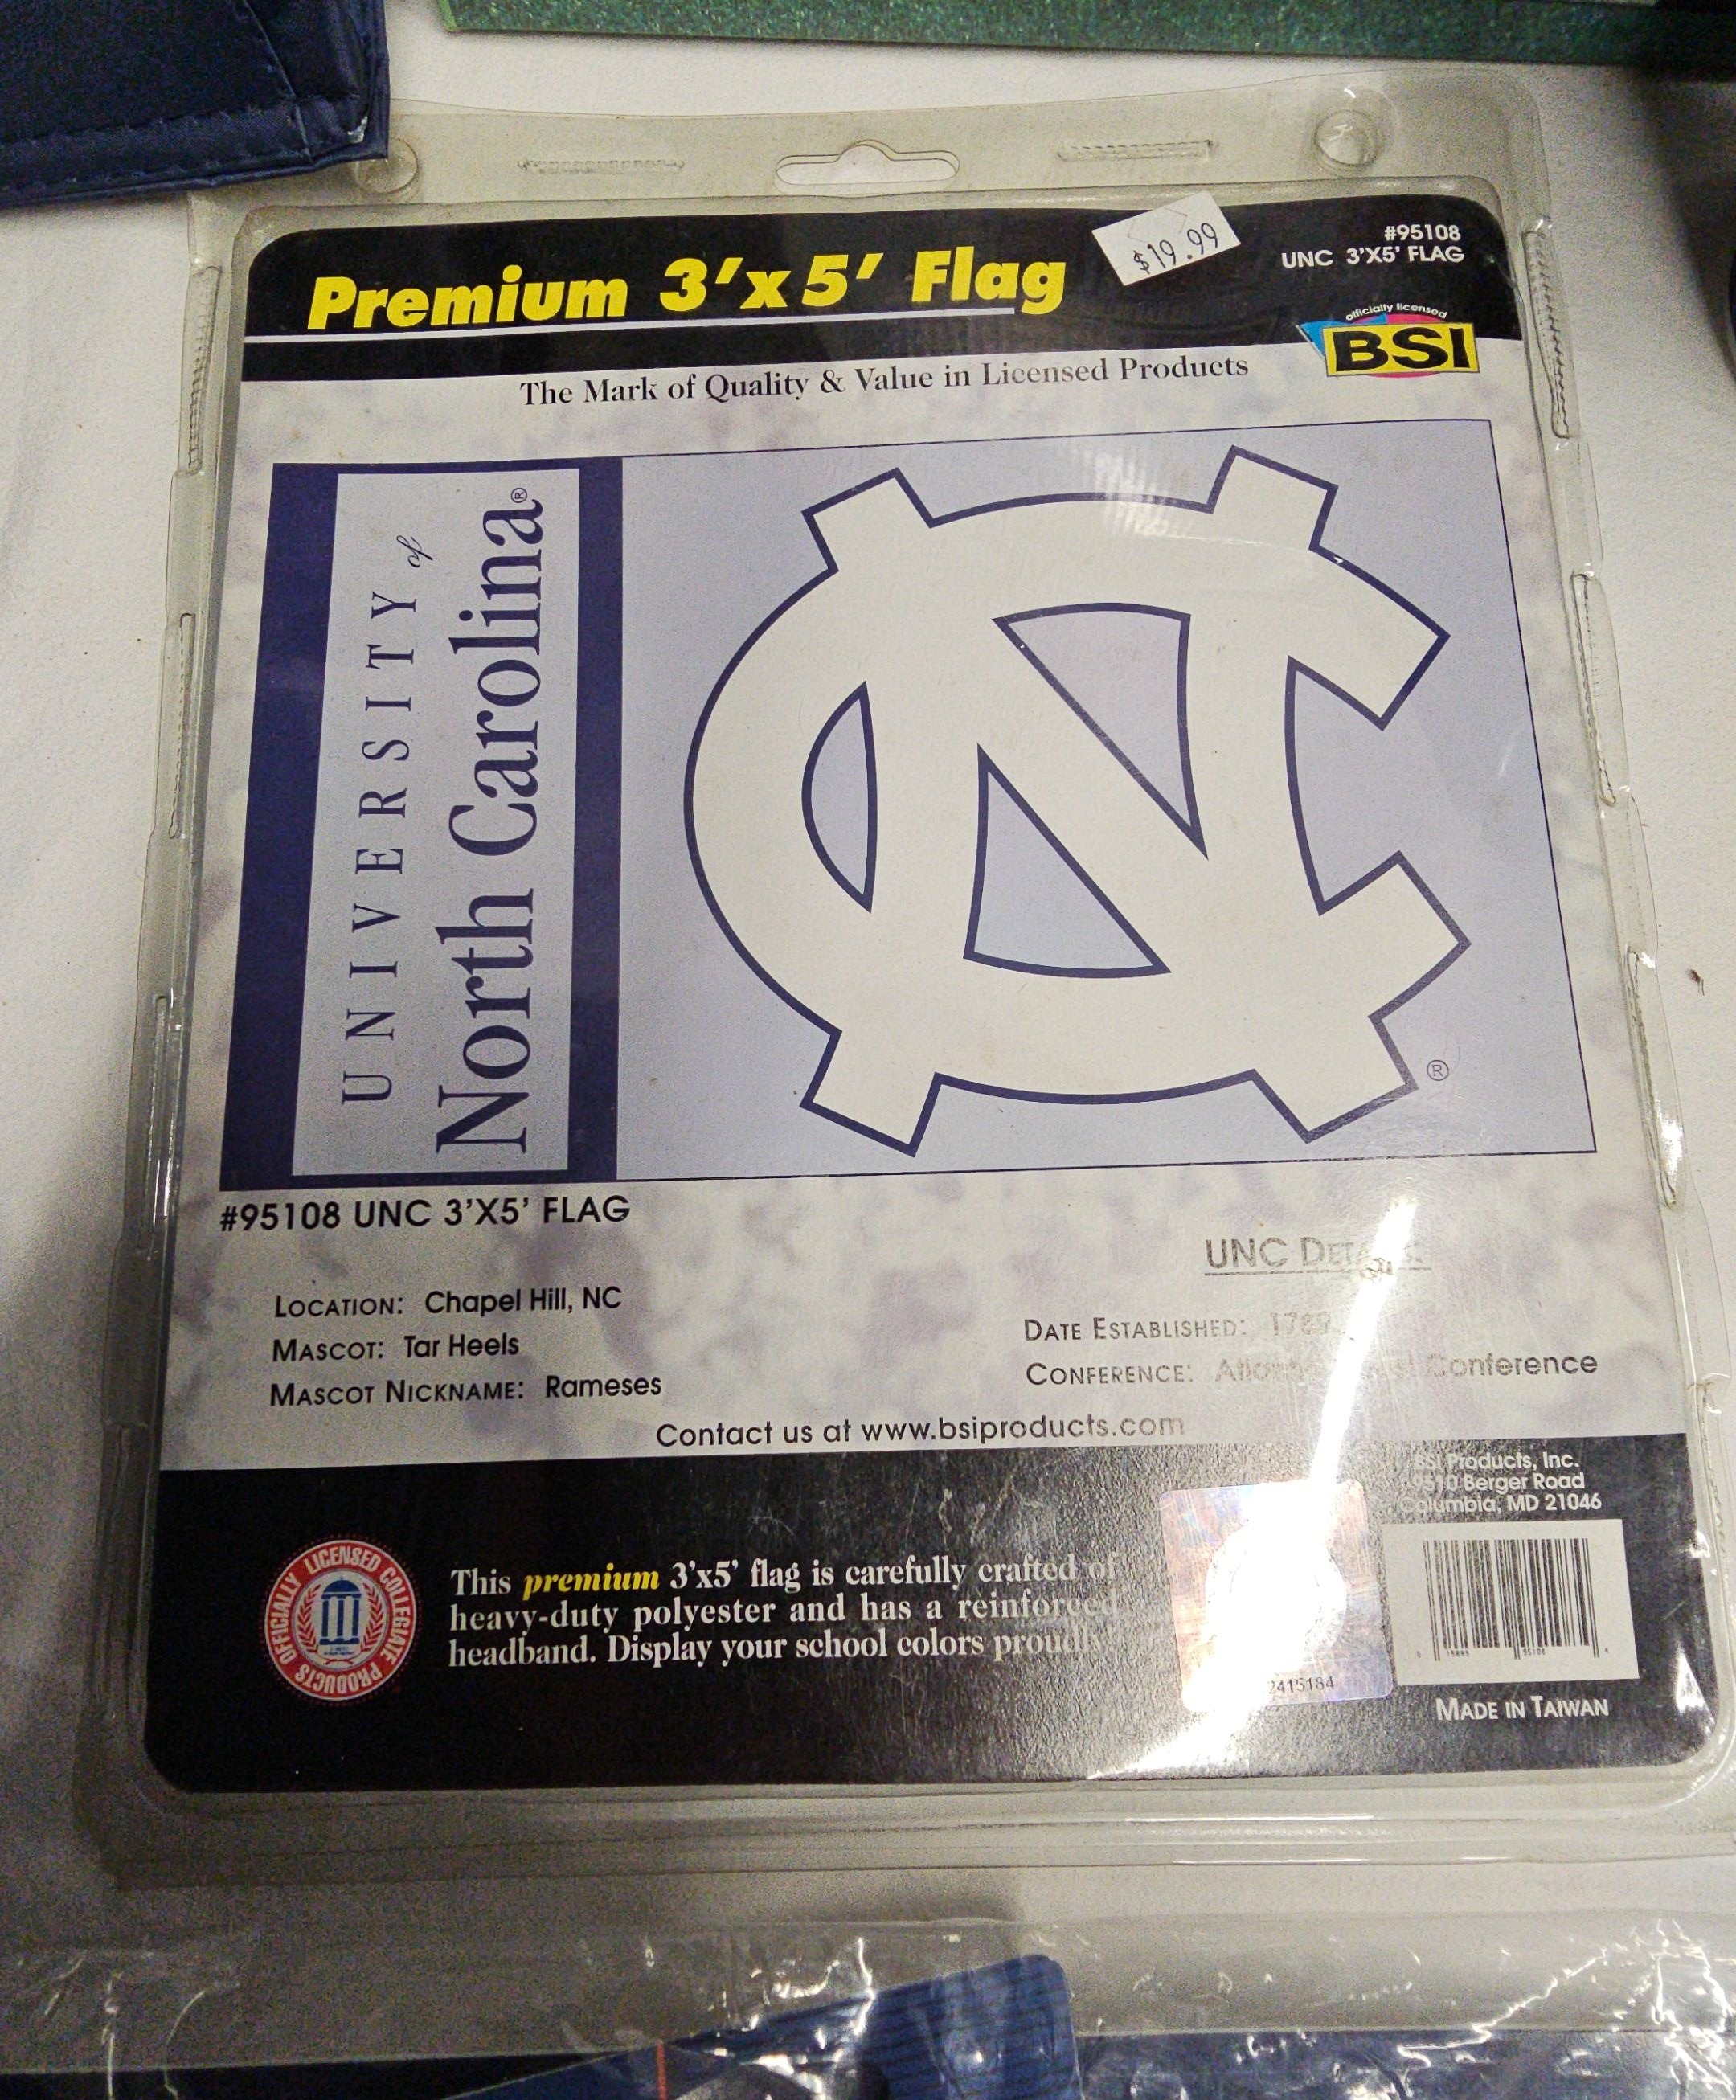 $19.99
#95108
UNC 3'X5' FLAG
Premium 3'x5' Flag
officially licensed
BSI
The Mark of Quality & Value in Licensed Products
UNIVERSITY of
North Carolina®
NC
®
#95108 UNC 3'X5' FLAG
UNC
LOCATION: Chapel Hill, NC
MASCOT: Tar Heels
MASCOT NICKNAME: Rameses
DATE ESTABLISHED: 1789
CONFERENCE: Conference
Contact us at www.bsiproducts.com
BSI Products, Inc.
9510 Berger Road
Columbia, MD 21046
OFFICIALLY LICENSED COLLEGIATE PRODUCTS
This premium 3'x5' flag is carefully crafted of
heavy-duty polyester and has a reinforced
headband. Display your school colors proudly
2415184
MADE IN TAIWAN